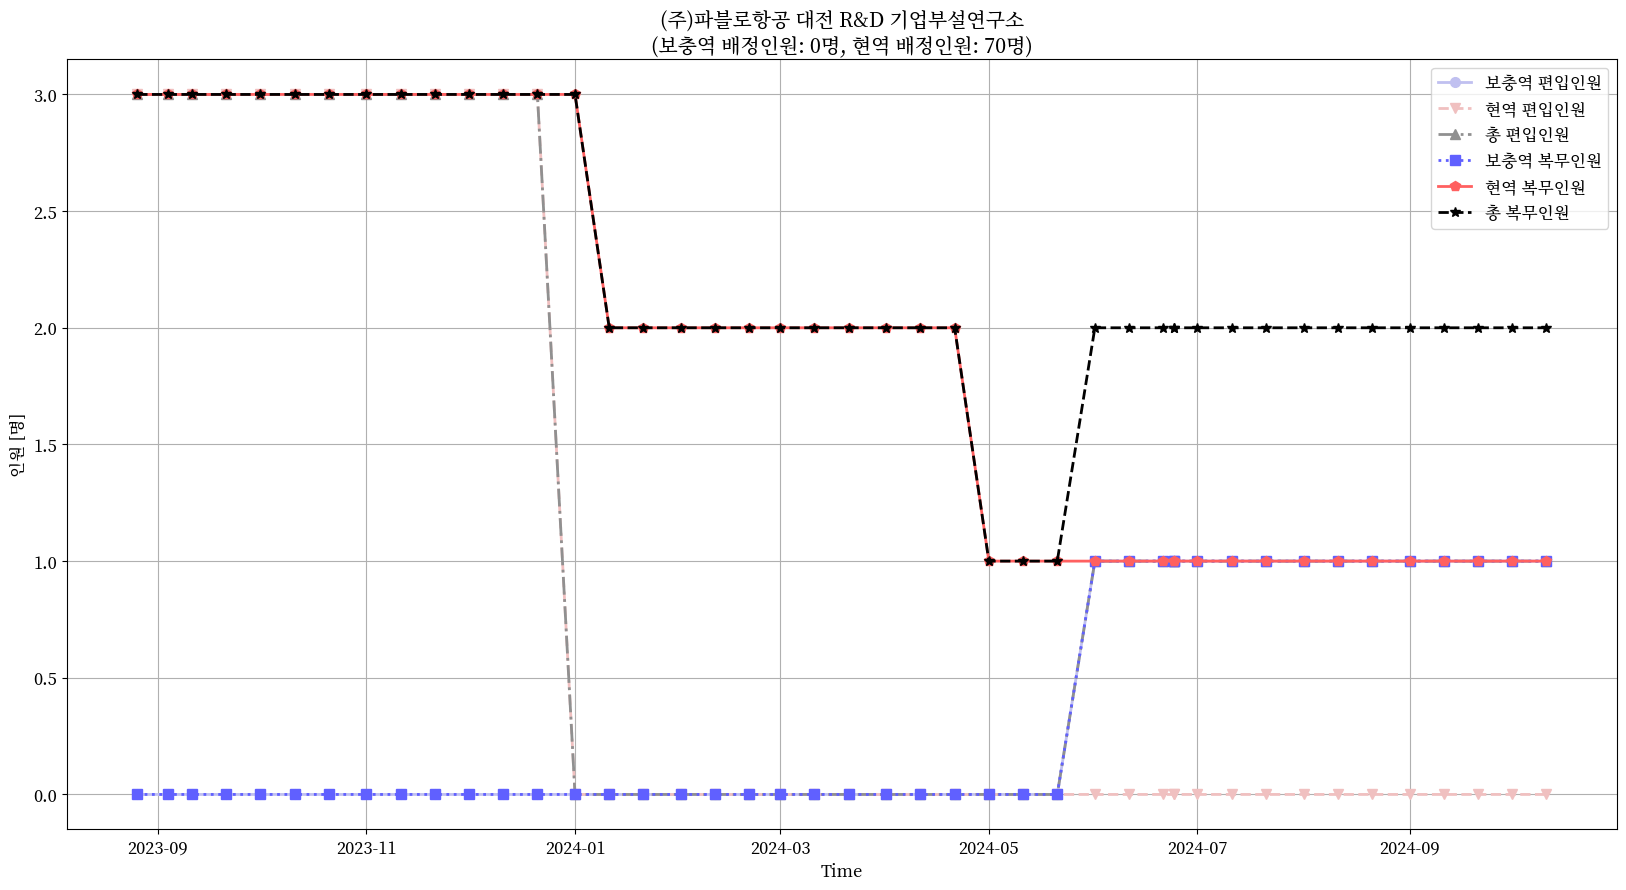 (주)파블로항공 대전 R&D 기업부설연구소
(보충역 배정인원: 0명, 현역 배정인원: 70명)
보충역 편입인원
현역 편입인원
총 편입인원
보충역 복무인원
현역 복무인원
총 복무인원
인원 [명]
3.0
2.5
2.0
1.5
1.0
0.5
0.0
2023-09
2023-11
2024-01
2024-03
2024-05
2024-07
2024-09
Time